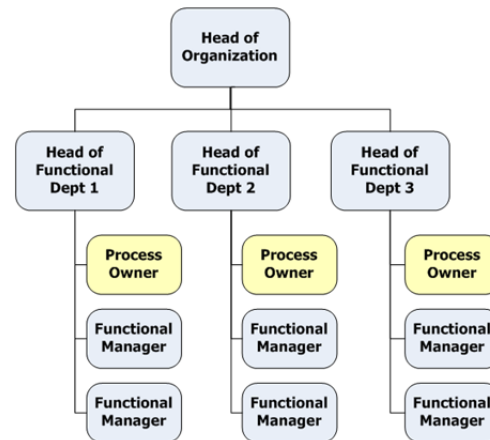 Head of
Organization
Head of
Functional
Dept 1
Head of
Functional
Dept 2
Head of
Functional
Dept 3
Process
Owner
Process
Owner
Process
Owner
Functional
Manager
Functional
Manager
Functional
Manager
Functional
Manager
Functional
Manager
Functional
Manager